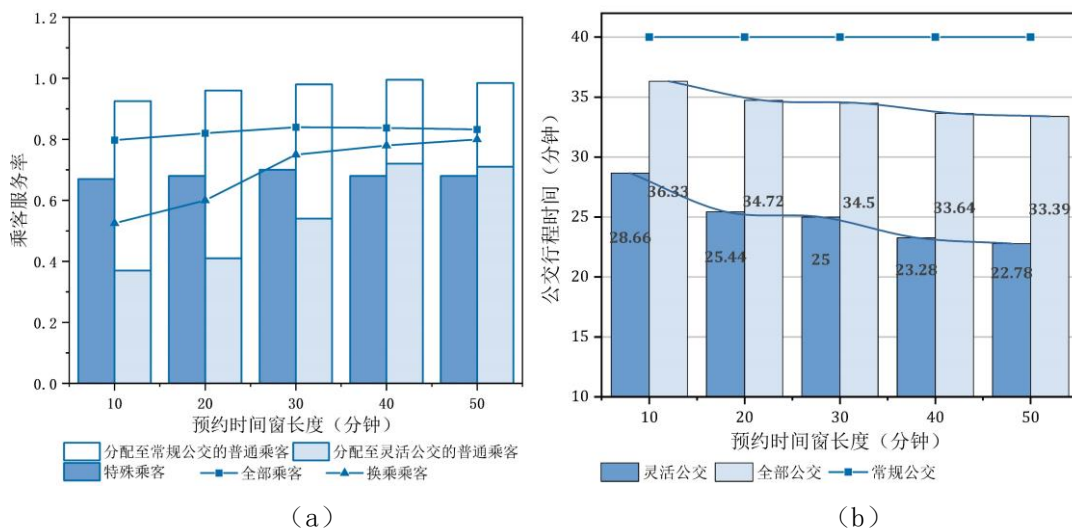 1.2
1.0
0.8
0.6
0.4
0.2
0.0
乘客服务率
10 20 30 40 50
预约时间窗长度（分钟）
分配至常规公交的普通乘客 分配至灵活公交的普通乘客
特殊乘客 全部乘客 换乘乘客
（a）
40
35
30
25
20
15
10
公交行程时间（分钟）
36.33 34.72 34.5 33.64 33.39
28.66 25.44 25 23.28 22.78
10 20 30 40 50
预约时间窗长度（分钟）
灵活公交 全部公交 常规公交
（b）